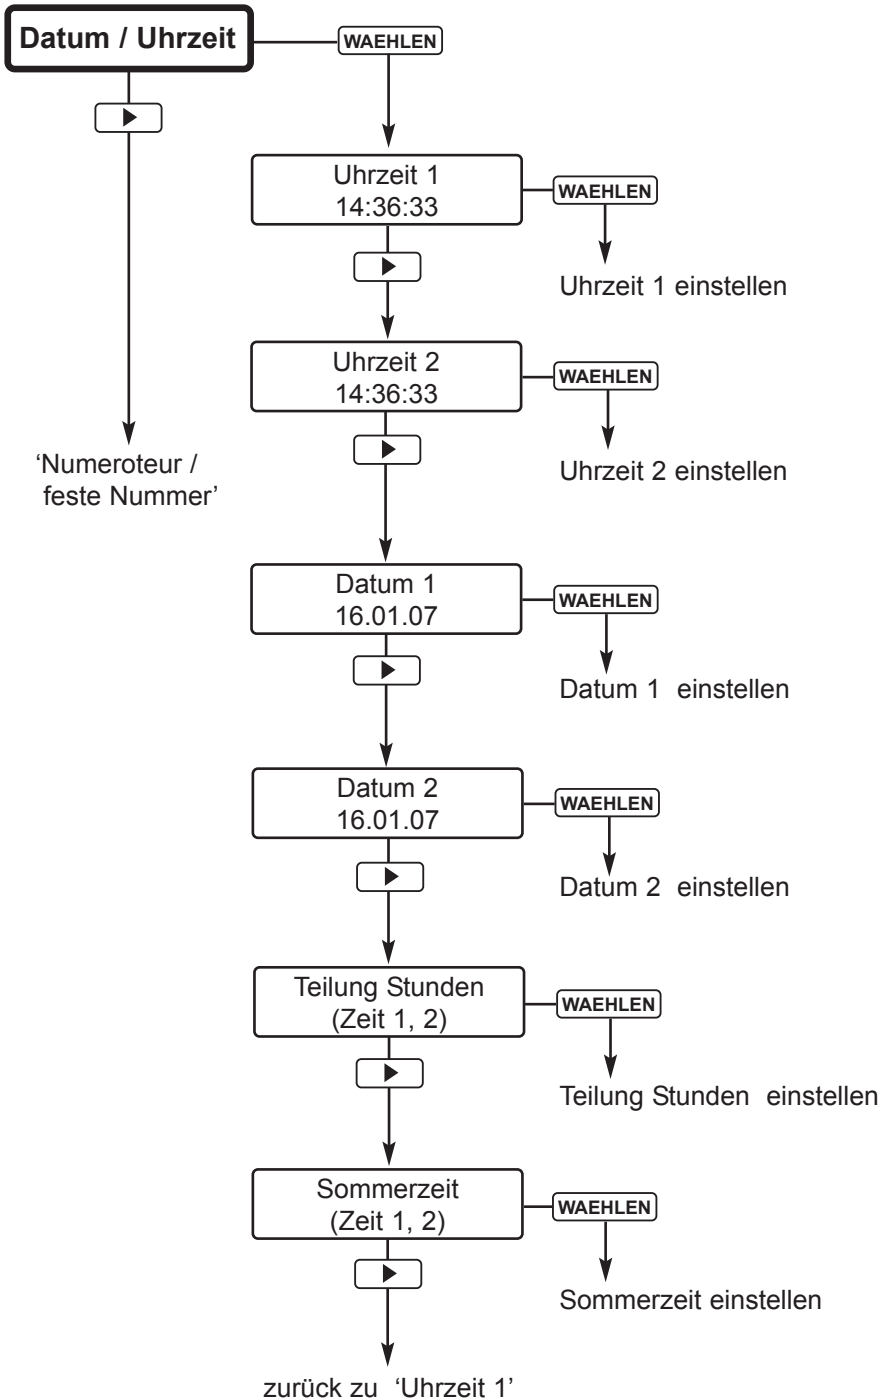 Datum / Uhrzeit
WAEHLEN
Uhrzeit 1
14:36:33
WAEHLEN
Uhrzeit 1 einstellen
Uhrzeit 2
14:36:33
WAEHLEN
Uhrzeit 2 einstellen
‘Numeroteur /
feste Nummer’
Datum 1
16.01.07
WAEHLEN
Datum 1 einstellen
Datum 2
16.01.07
WAEHLEN
Datum 2 einstellen
Teilung Stunden
(Zeit 1, 2)
WAEHLEN
Teilung Stunden einstellen
Sommerzeit
(Zeit 1, 2)
WAEHLEN
Sommerzeit einstellen
zurück zu ‘Uhrzeit 1’